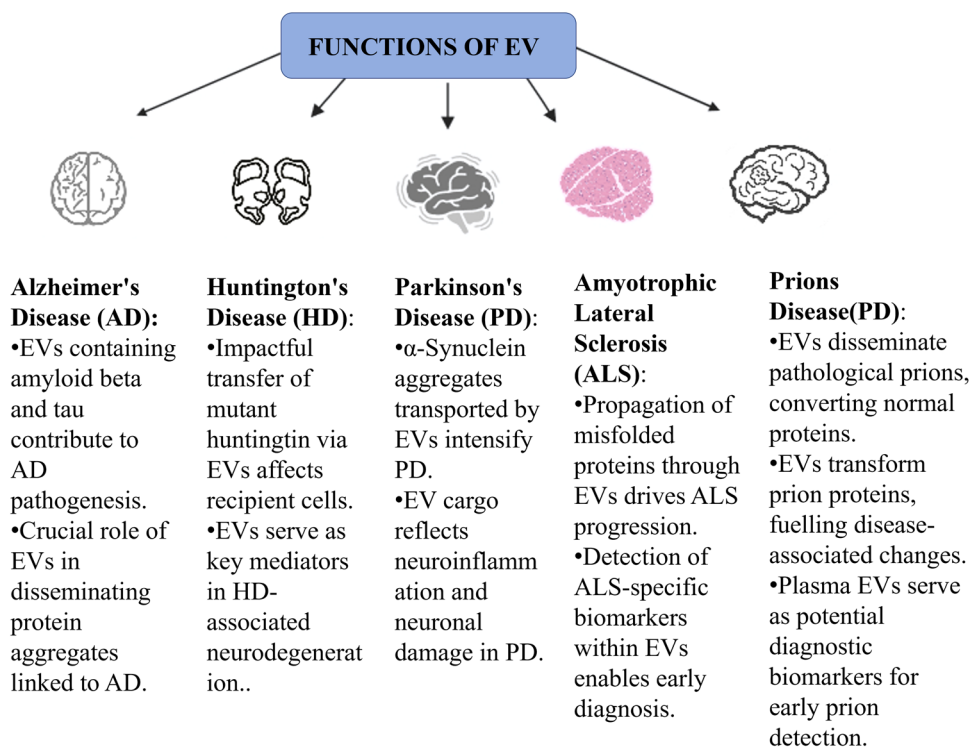 FUNCTIONS OF EV
Alzheimer's
Disease (AD):
•EVs containing
amyloid beta
and tau
contribute to
AD
pathogenesis.
•Crucial role of
EVs in
disseminating
protein
aggregates
linked to AD.
Huntington's
Disease (HD):
•Impactful
transfer of
mutant
huntingtin via
EVs affects
recipient cells.
•EVs serve as
key mediators
in HD-
associated
neurodegenerat
ion..
Parkinson's
Disease (PD):
•α-Synuclein
aggregates
transported by
EVs intensify
PD.
•EV cargo
reflects
neuroinflamm
ation and
neuronal
damage in PD.
Amyotrophic
Lateral
Sclerosis
(ALS):
•Propagation of
misfolded
proteins through
EVs drives ALS
progression.
•Detection of
ALS-specific
biomarkers
within EVs
enables early
diagnosis.
Prions
Disease(PD):
•EVs disseminate
pathological prions,
converting normal
proteins.
•EVs transform
prion proteins,
fuelling disease-
associated changes.
•Plasma EVs serve
as potential
diagnostic
biomarkers for
early prion
detection.